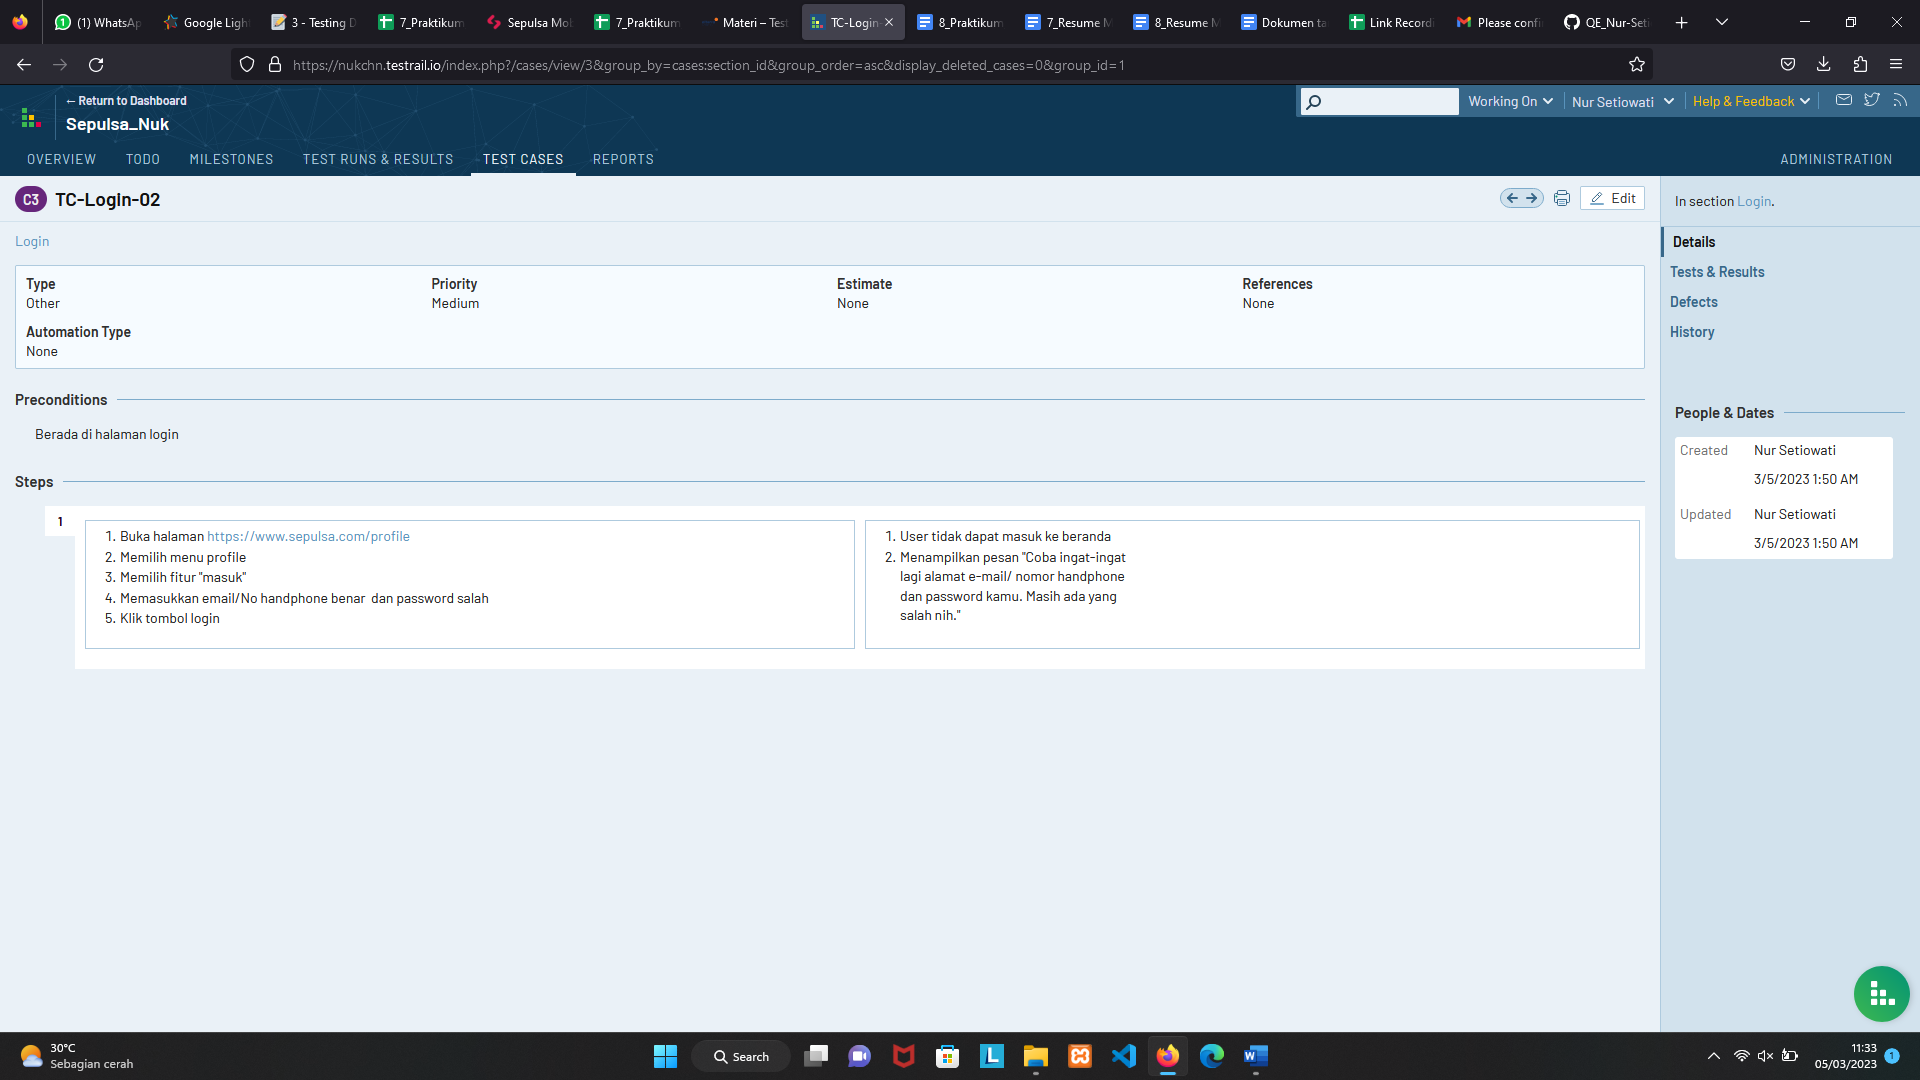 (1) WhatsAp
Google Ligh
3 - Testing D
7_Praktikum
Sepulsa Mo
7_Praktikum
Materi – Test
TC-Login-
8_Praktikum
7_Resume M
8_Resume M
Dokumen ta
Link Recordi
Please confi
QE_Nur-Seti
https://nukchn.testrail.io/index.php?/cases/view/3&group_by=cases:section_id&group_order=asc&display_deleted_cases=0&group_id=1
← Return to Dashboard
Sepulsa_Nuk
Working On
Nur Setiowati
Help & Feedback
OVERVIEW TODO MILESTONES TEST RUNS & RESULTS TEST CASES REPORTS ADMINISTRATION
C3 TC-Login-02
Edit
Login
Type Priority Estimate References
Other Medium None None
Automation Type
None
Preconditions
Berada di halaman login
Steps
1
1. Buka halaman https://www.sepulsa.com/profile
2. Memilih menu profile
3. Memilih fitur "masuk"
4. Memasukkan email/No handphone benar dan password salah
5. Klik tombol login
1. User tidak dapat masuk ke beranda
2. Menampilkan pesan "Coba ingat-ingat
lagi alamat e-mail/ nomor handphone
dan password kamu. Masih ada yang
salah nih."
In section Login.
Details
Tests & Results
Defects
History
People & Dates
Created Nur Setiowati
3/5/2023 1:50 AM
Updated Nur Setiowati
3/5/2023 1:50 AM
30°C
Sebagian cerah
Search
11:33
05/03/2023
1